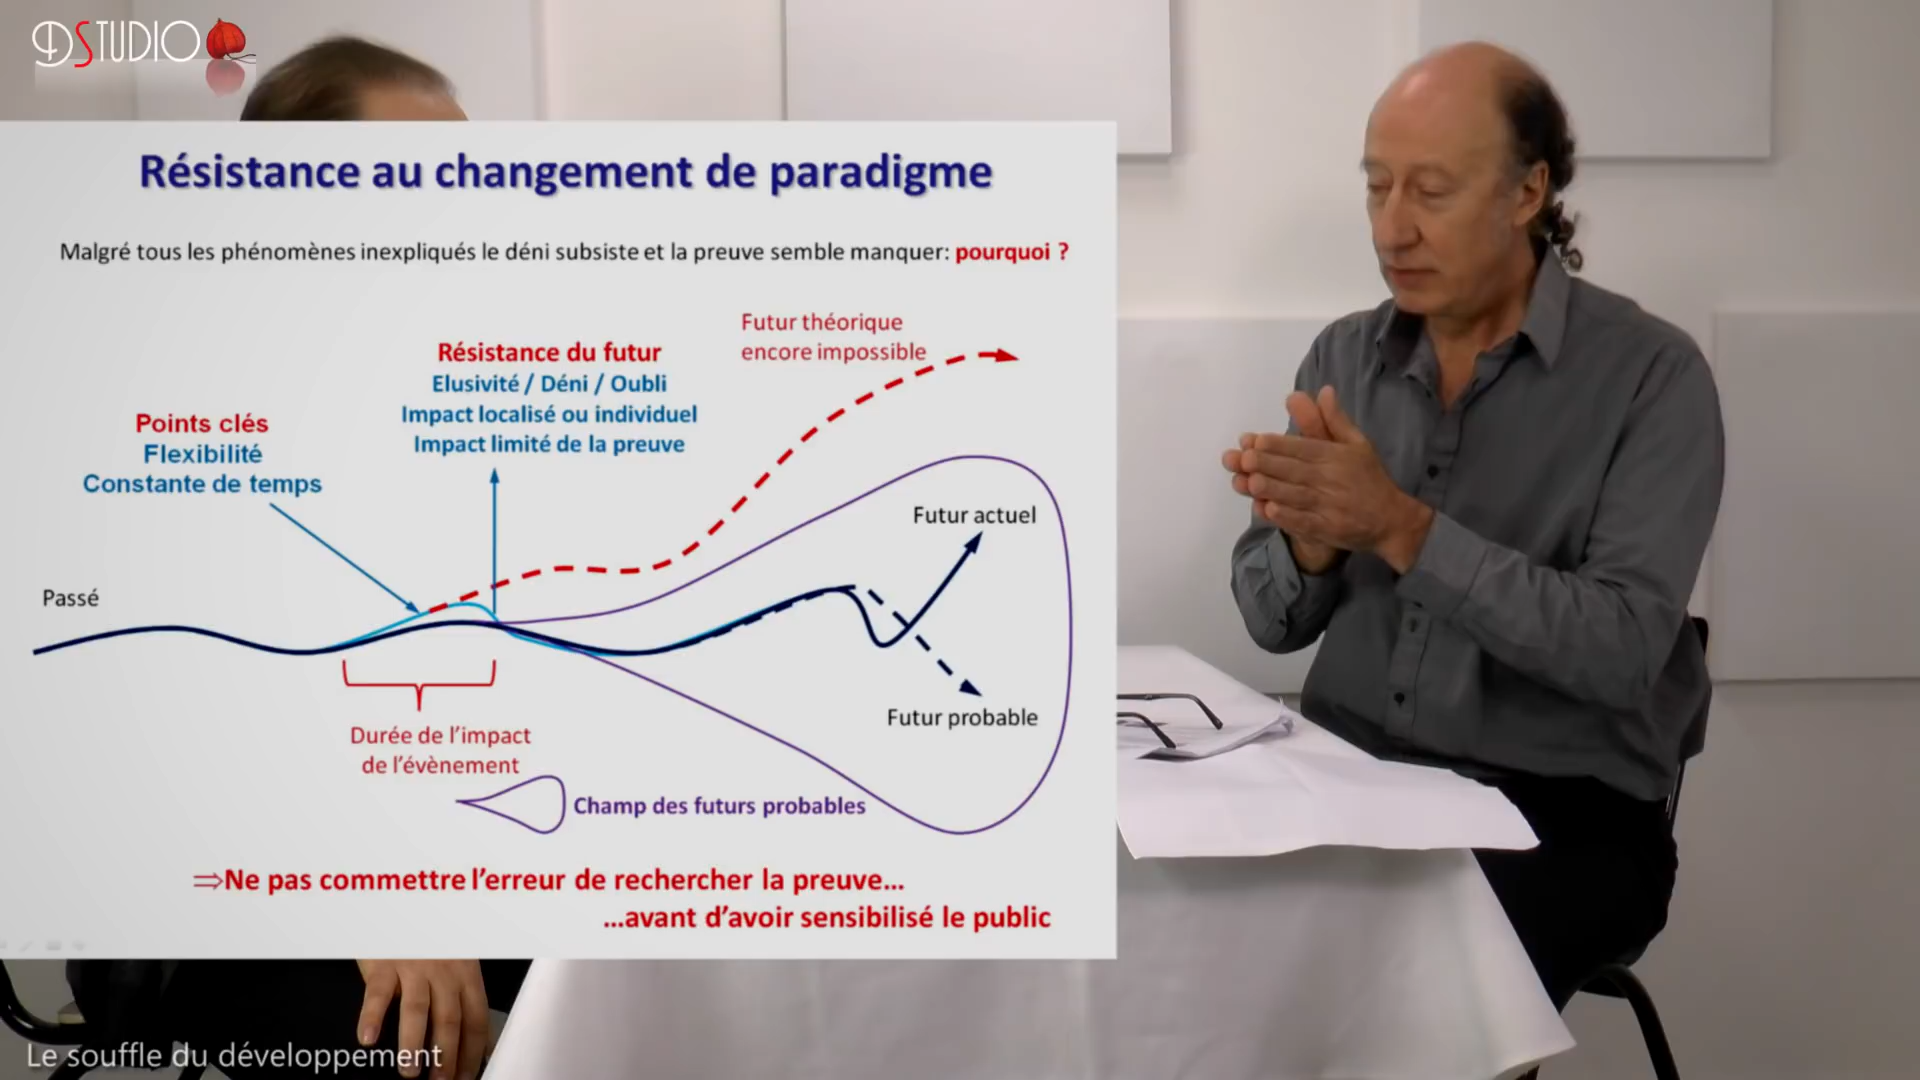 DSTUDIO
Résistance au changement de paradigme
Malgré tous les phénomènes inexpliqués le déni subsiste et la preuve semble manquer: pourquoi ?
Futur théorique
encore impossible
Résistance du futur
Elusivité / Déni / Oubli
Impact localisé ou individuel
Impact limité de la preuve
Points clés
Flexibilité
Constante de temps
Futur actuel
Passé
Futur probable
Durée de l'impact
de l'évènement
Champ des futurs probables
⇒Ne pas commettre l'erreur de rechercher la preuve...
...avant d'avoir sensibilisé le public
Le souffle du développement